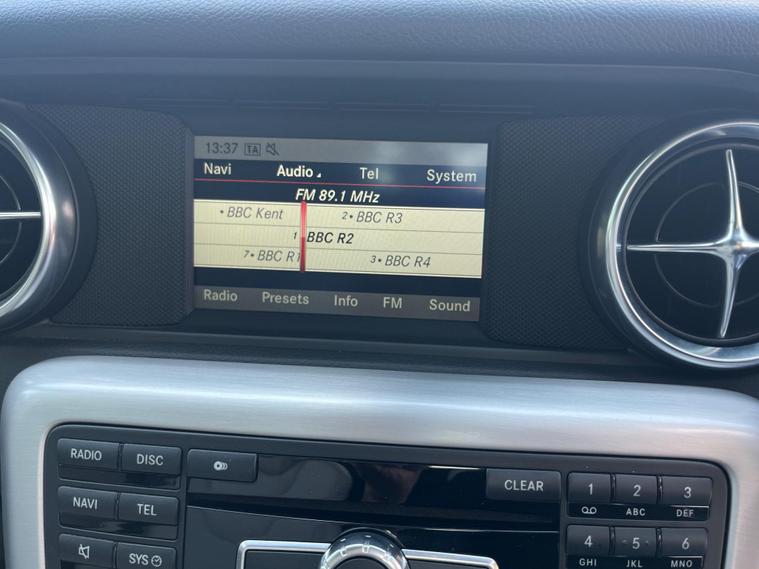 13:37 TA
Navi Audio Tel System
FM 89.1 MHz
• BBC Kent 2• BBC R3
1 BBC R2
7• BBC R1 3• BBC R4
Radio Presets Info FM Sound
RADIO DISC CLEAR 1 2 3
ABC DEF
NAVI TEL
4 5 6
SYS
GHI JKL MNO